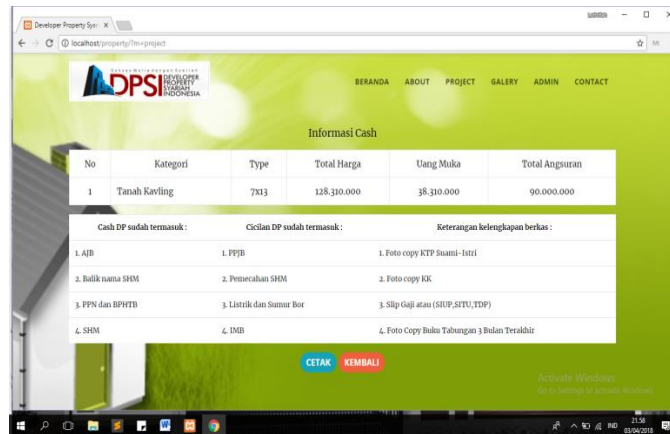 Developer Property Syari
localhost/property/?m=project
DPSI DEVELOPER PROPERTY SYARIAH INDONESIA
BERANDA ABOUT PROJECT GALERY ADMIN CONTACT
Informasi Cash
No Kategori Type Total Harga Uang Muka Total Angsuran
1 Tanah Kavling 7X13 128.310.000 38.310.000 90.000.000
Cash DP sudah termasuk : Cicilan DP sudah termasuk : Keterangan kelengkapan berkas :
1. AJB 1. PPJB 1. Foto copy KTP Suami-Istri
2. Balik nama SHM 2. Pemecahan SHM 2. Foto copy KK
3. PPN dan BPHTB 3. Listrik dan Sumur Bor 3. Slip Gaji atau (SIUP,SITU,TDP)
4. SHM 4. IMB 4. Foto Copy Buku Tabungan 3 Bulan Terakhir
CETAK KEMBALI
Activate Windows
Go to Settings to activate Windows.
IND 21.58
03/04/2018